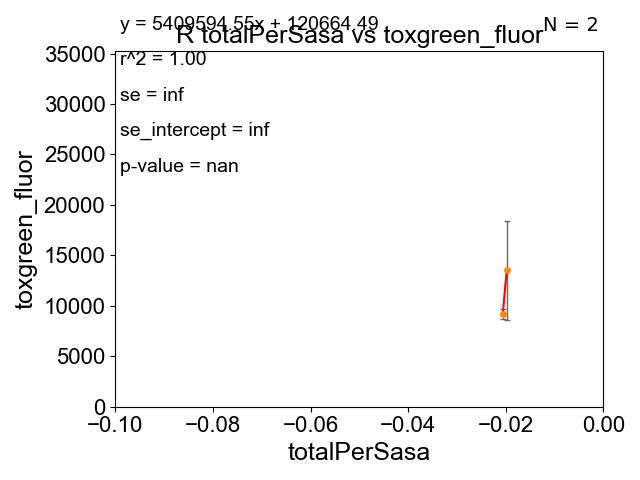 y = 5409594.55x + 120664.49
N = 2
R totalPerSasa vs toxgreen_fluor
r^2 = 1.00
se = inf
se_intercept = inf
p-value = nan
toxgreen_fluor
35000
30000
25000
20000
15000
10000
5000
0
−0.10 −0.08 −0.06 −0.04 −0.02 0.00
totalPerSasa